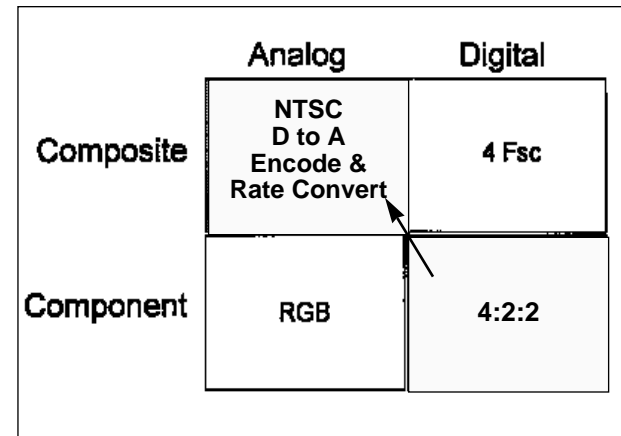 Analog Digital
Composite
NTSC
D to A
Encode &
Rate Convert
4 Fsc
Component
RGB
4:2:2